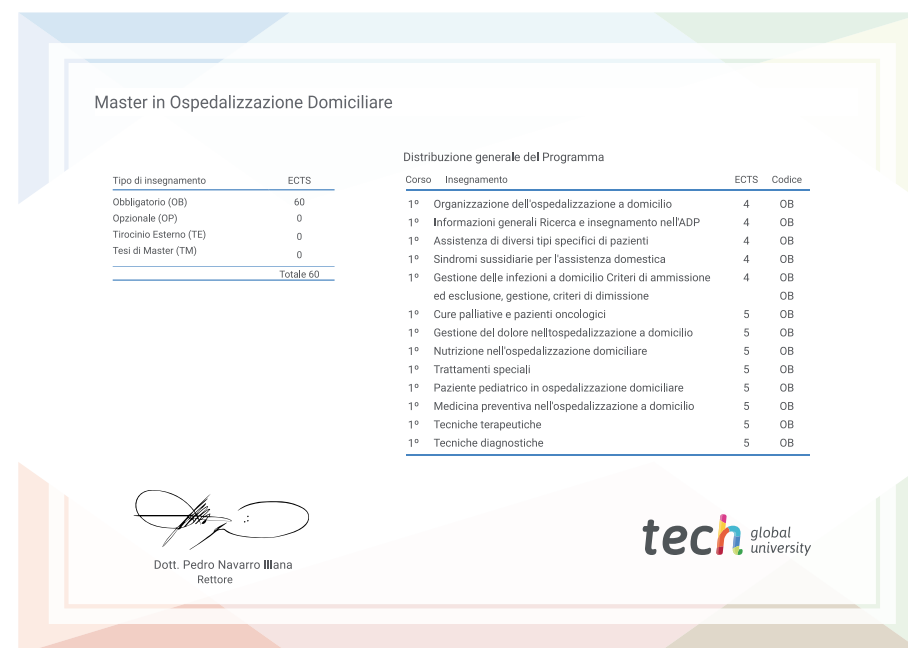 Master in Ospedalizzazione Domiciliare
Tipo di insegnamento ECTS
Obbligatorio (OB) 60
Opzionale (OP) 0
Tirocinio Esterno (TE) 0
Tesi di Master (TM) 0
Totale 60
Distribuzione generale del Programma
Corso Insegnamento ECTS Codice
1º Organizzazione dell'ospedalizzazione a domicilio 4 OB
1º Informazioni generali Ricerca e insegnamento nell'ADP 4 OB
1º Assistenza di diversi tipi specifici di pazienti 4 OB
1º Sindromi sussidiarie per l'assistenza domestica 4 OB
1º Gestione delle infezioni a domicilio Criteri di ammissione 4 OB
ed esclusione, gestione, criteri di dimissione OB
1º Cure palliative e pazienti oncologici 5 OB
1º Gestione del dolore nelltospedalizzazione a domicilio 5 OB
1º Nutrizione nell'ospedalizzazione domiciliare 5 OB
1º Trattamenti speciali 5 OB
1º Paziente pediatrico in ospedalizzazione domiciliare 5 OB
1º Medicina preventiva nell'ospedalizzazione a domicilio 5 OB
1º Tecniche terapeutiche 5 OB
1º Tecniche diagnostiche 5 OB
Dott. Pedro Navarro Illana
Rettore
tech global
university